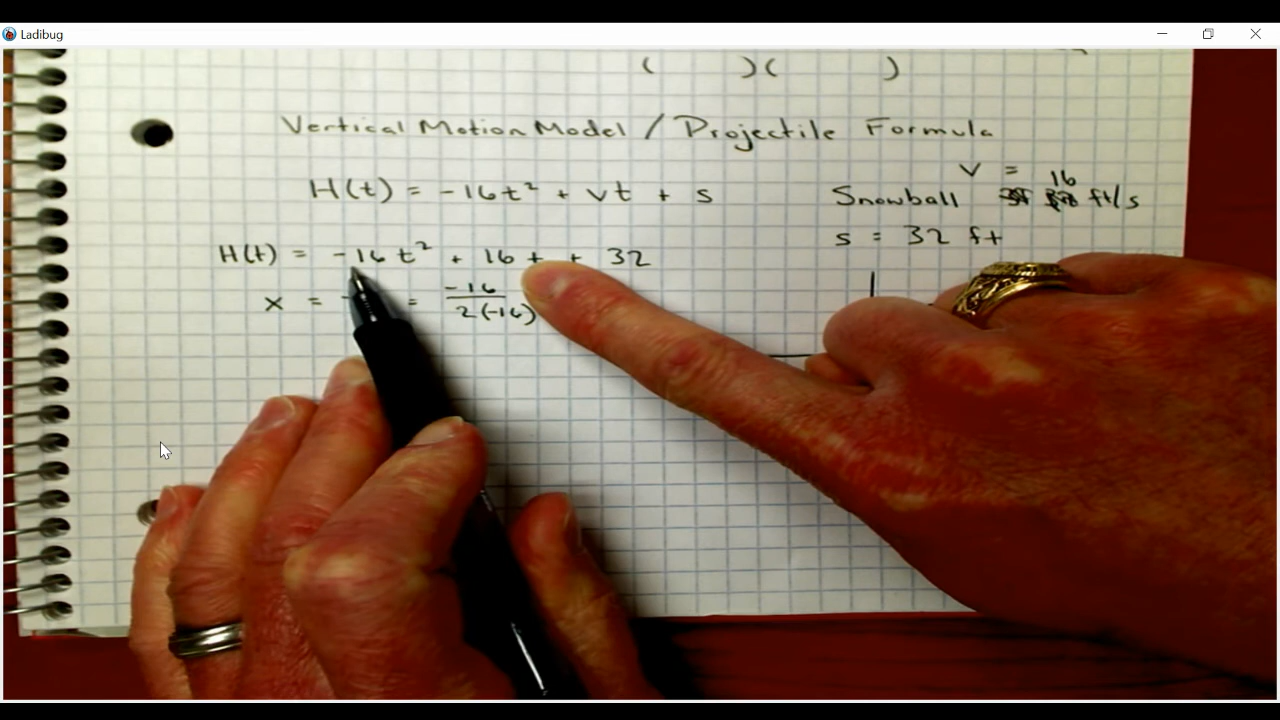 Ladibug
( )( )
Vertical Motion Model / Projectile Formula
H(t) = -16t² + vt + s
V = 16
Snowball ft/s
s = 32 ft
H(t) = -16t² + 16t + 32
x = = -16/2(-16)